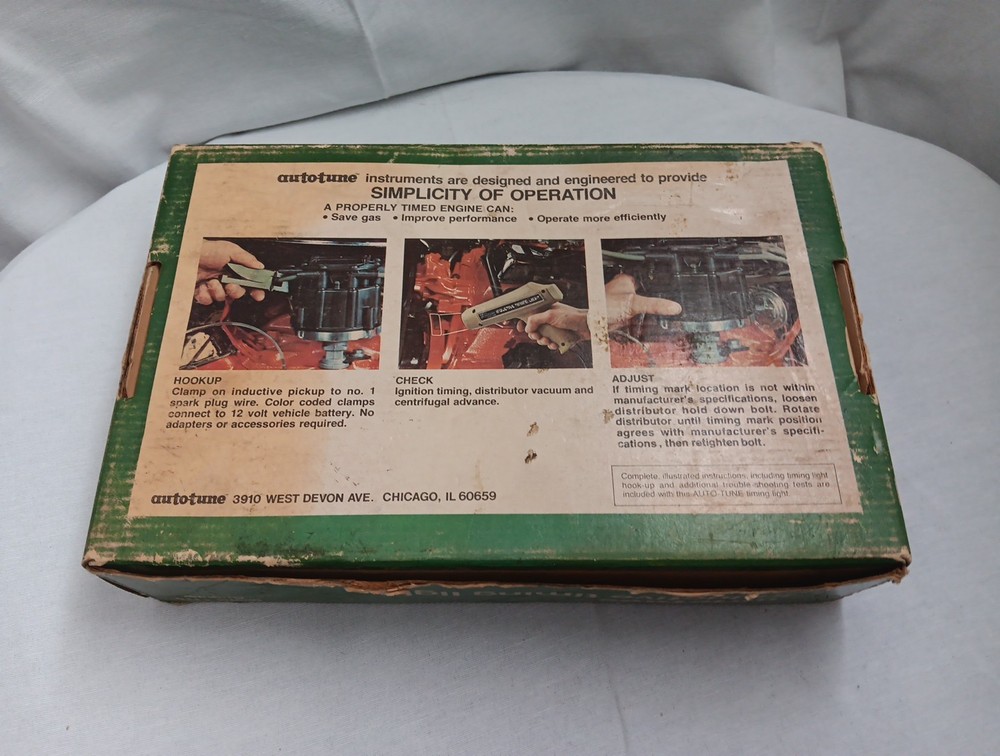 auto-tune™ instruments are designed and engineered to provide
SIMPLICITY OF OPERATION
A PROPERLY TIMED ENGINE CAN:
• Save gas • Improve performance • Operate more efficiently
HOOKUP
Clamp on inductive pickup to no. 1
spark plug wire. Color coded clamps
connect to 12 volt vehicle battery. No
adapters or accessories required.
CHECK
Ignition timing, distributor vacuum and
centrifugal advance.
ADJUST
If timing mark location is not within
manufacturer's specifications, loosen
distributor hold down bolt. Rotate
distributor until timing mark position
agrees with manufacturer's specifi-
cations, then retighten bolt.
Complete, illustrated instructions, including timing light
hook-up and additional trouble-shooting tests are
included with this AUTO-TUNE timing light.
auto-tune™ 3910 WEST DEVON AVE. CHICAGO, IL 60659